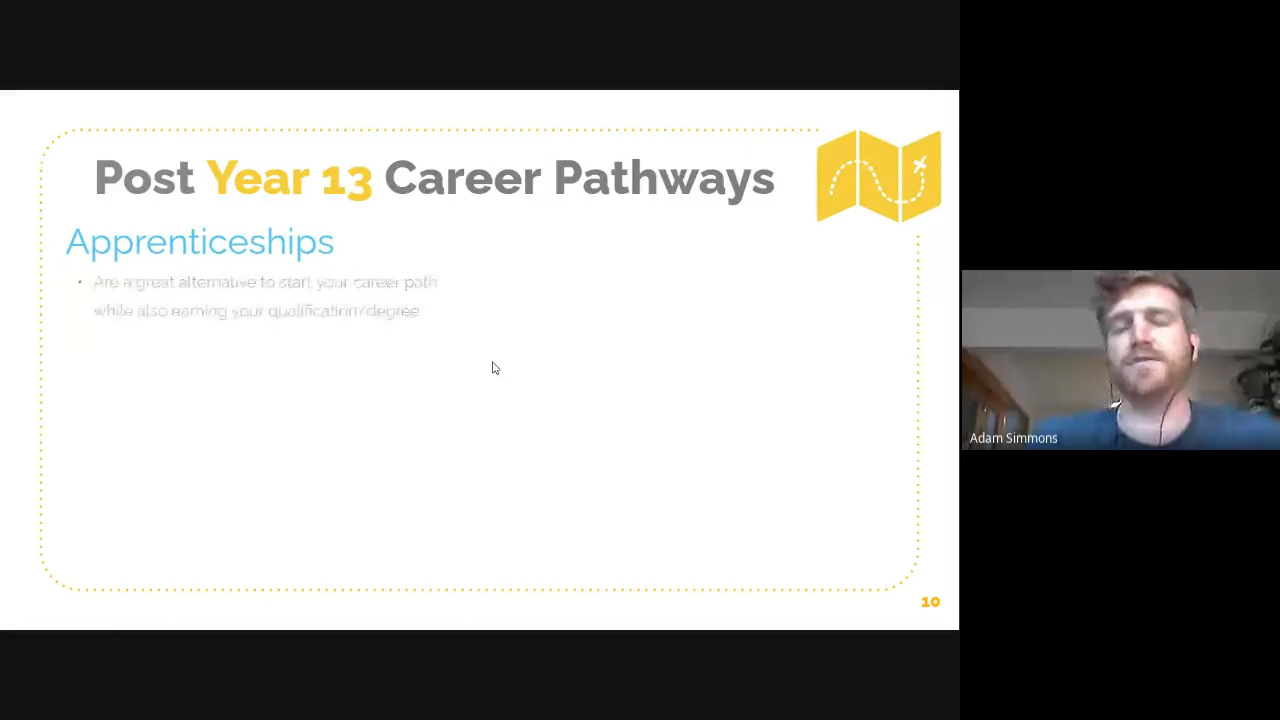 Post Year 13 Career Pathways
Apprenticeships
• Are a great alternative to start your career path
while also earning your qualification/degree
10
Adam Simmons